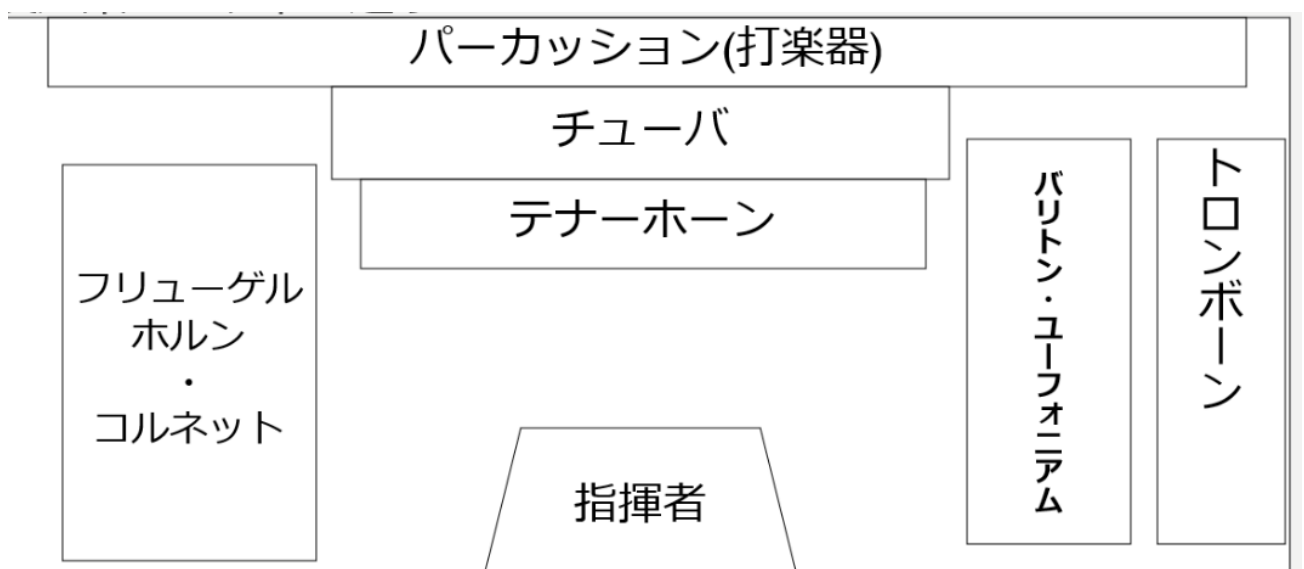 パーカッション(打楽器)
チューバ
テナーホーン
フリューゲル
ホルン
・
コルネット
バリトン・ユーフォニアム
トロンボーン
指揮者